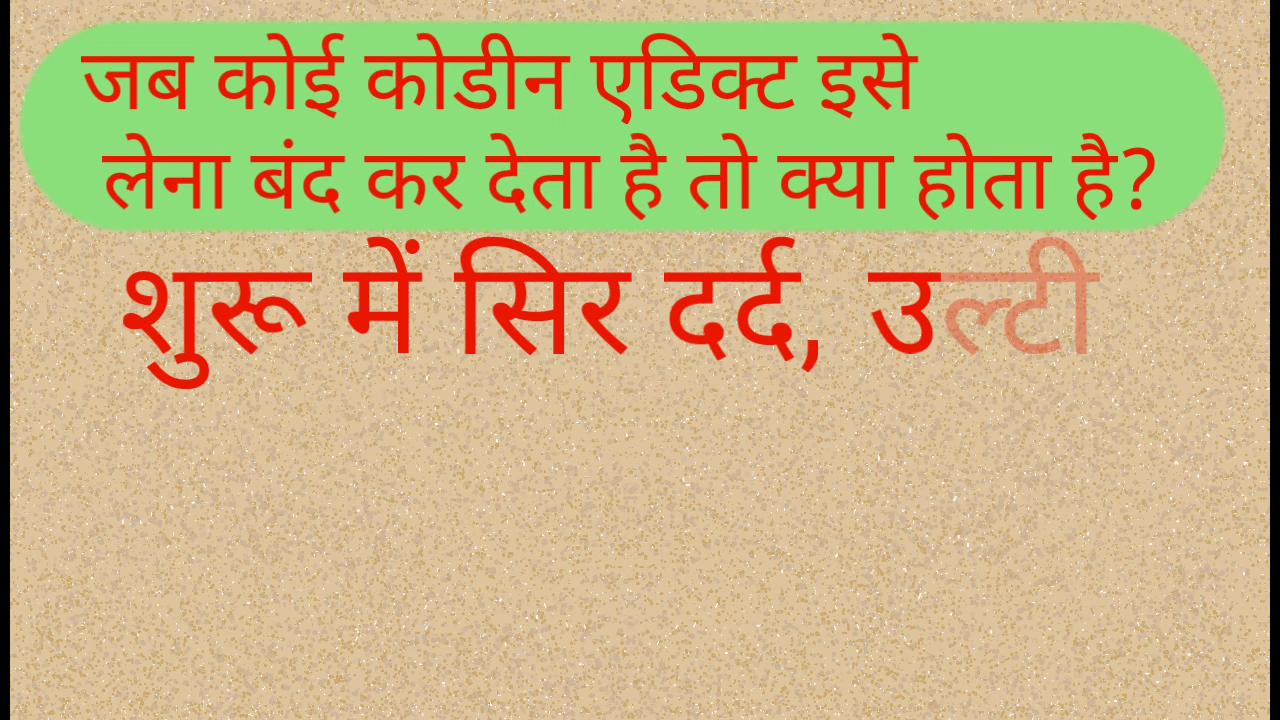 जब कोई कोडीन एडिक्ट इसे
लेना बंद कर देता है तो क्या होता है?
शुरू में सिर दर्द, उल्टी